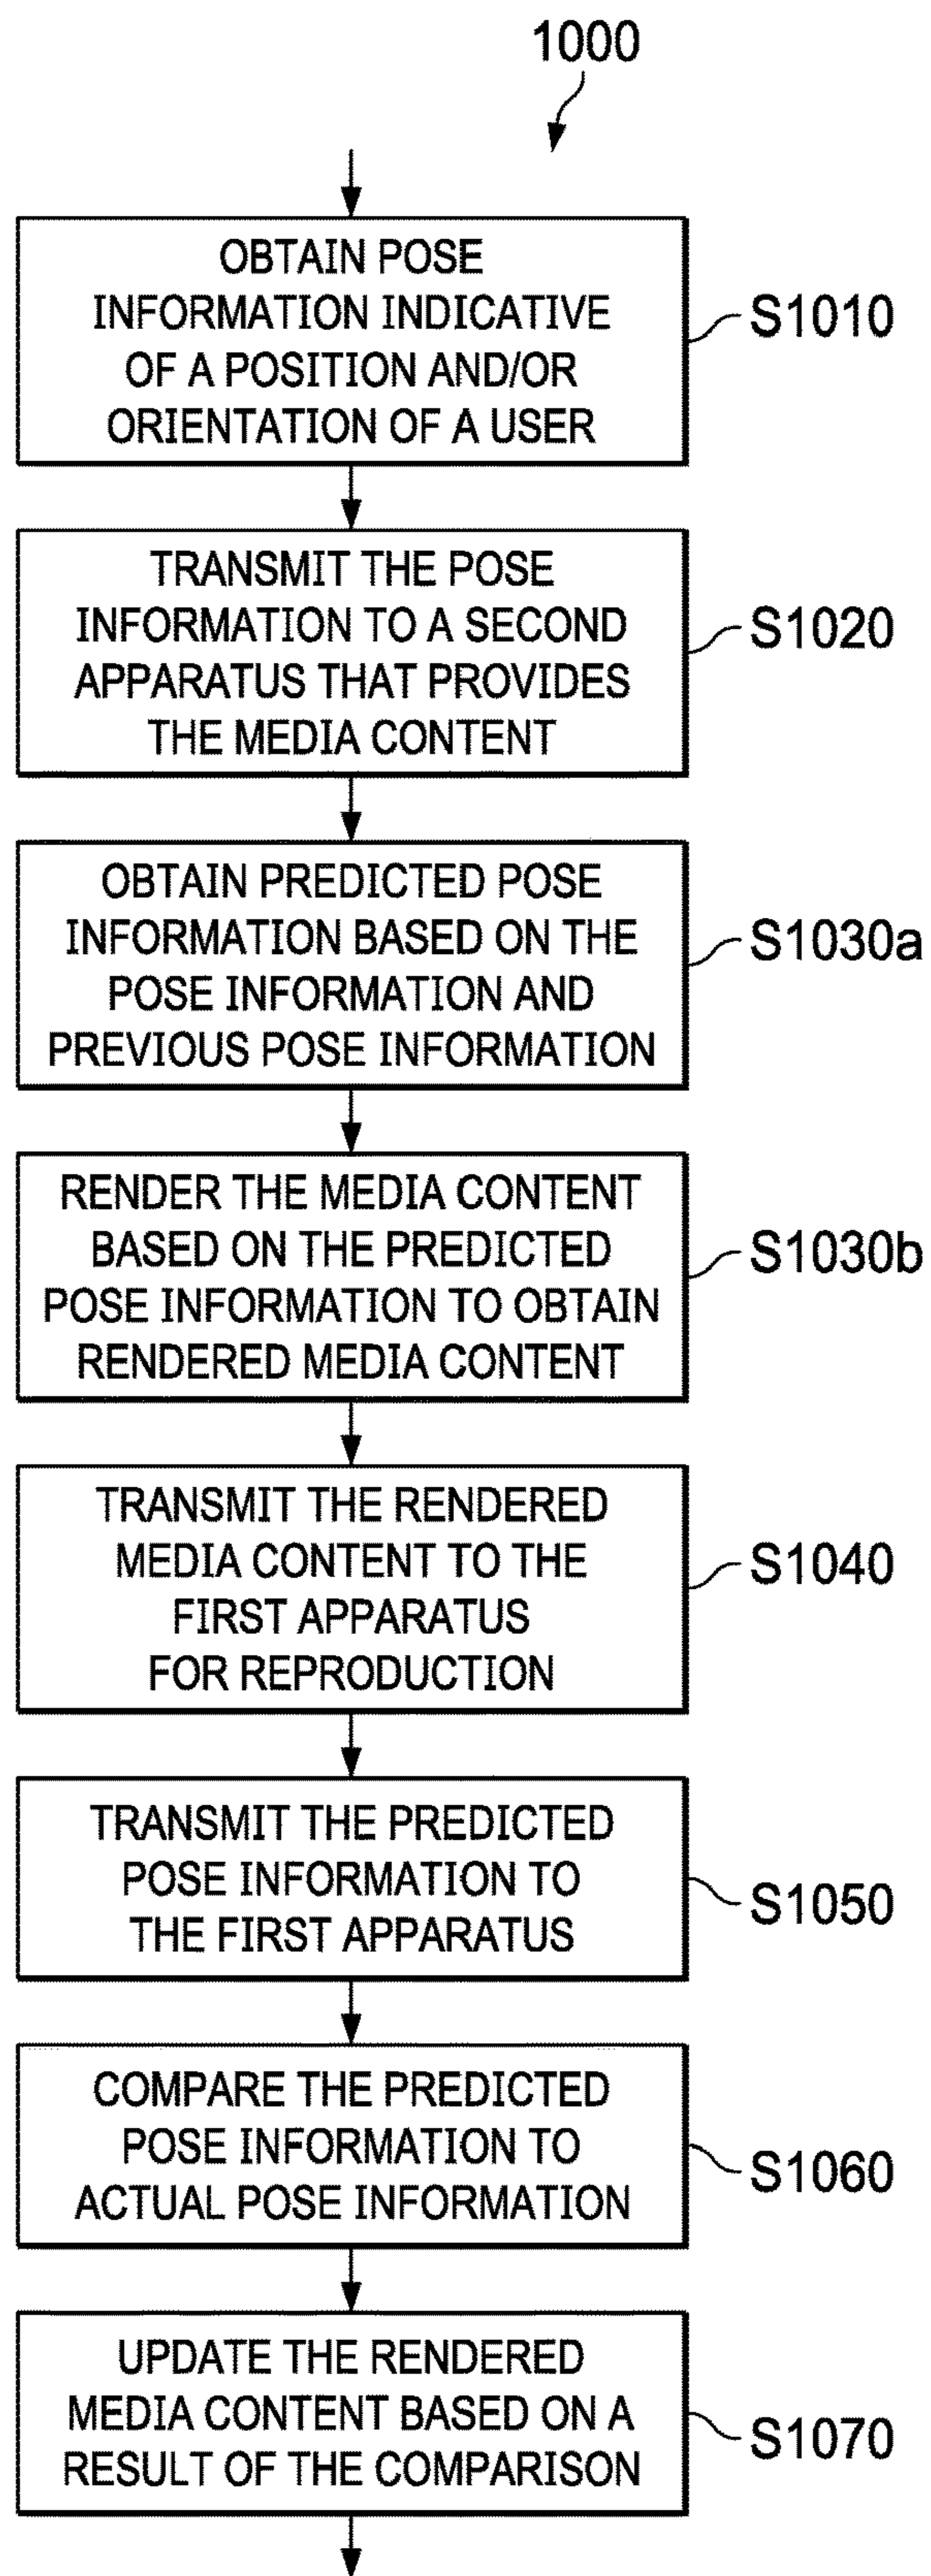 1000
OBTAIN POSE
INFORMATION INDICATIVE
OF A POSITION AND/OR
ORIENTATION OF A USER
S1010
TRANSMIT THE POSE
INFORMATION TO A SECOND
APPARATUS THAT PROVIDES
THE MEDIA CONTENT
S1020
OBTAIN PREDICTED POSE
INFORMATION BASED ON THE
POSE INFORMATION AND
PREVIOUS POSE INFORMATION
S1030a
RENDER THE MEDIA CONTENT
BASED ON THE PREDICTED
POSE INFORMATION TO OBTAIN
RENDERED MEDIA CONTENT
S1030b
TRANSMIT THE RENDERED
MEDIA CONTENT TO THE
FIRST APPARATUS
FOR REPRODUCTION
S1040
TRANSMIT THE PREDICTED
POSE INFORMATION TO
THE FIRST APPARATUS
S1050
COMPARE THE PREDICTED
POSE INFORMATION TO
ACTUAL POSE INFORMATION
S1060
UPDATE THE RENDERED
MEDIA CONTENT BASED ON A
RESULT OF THE COMPARISON
S1070